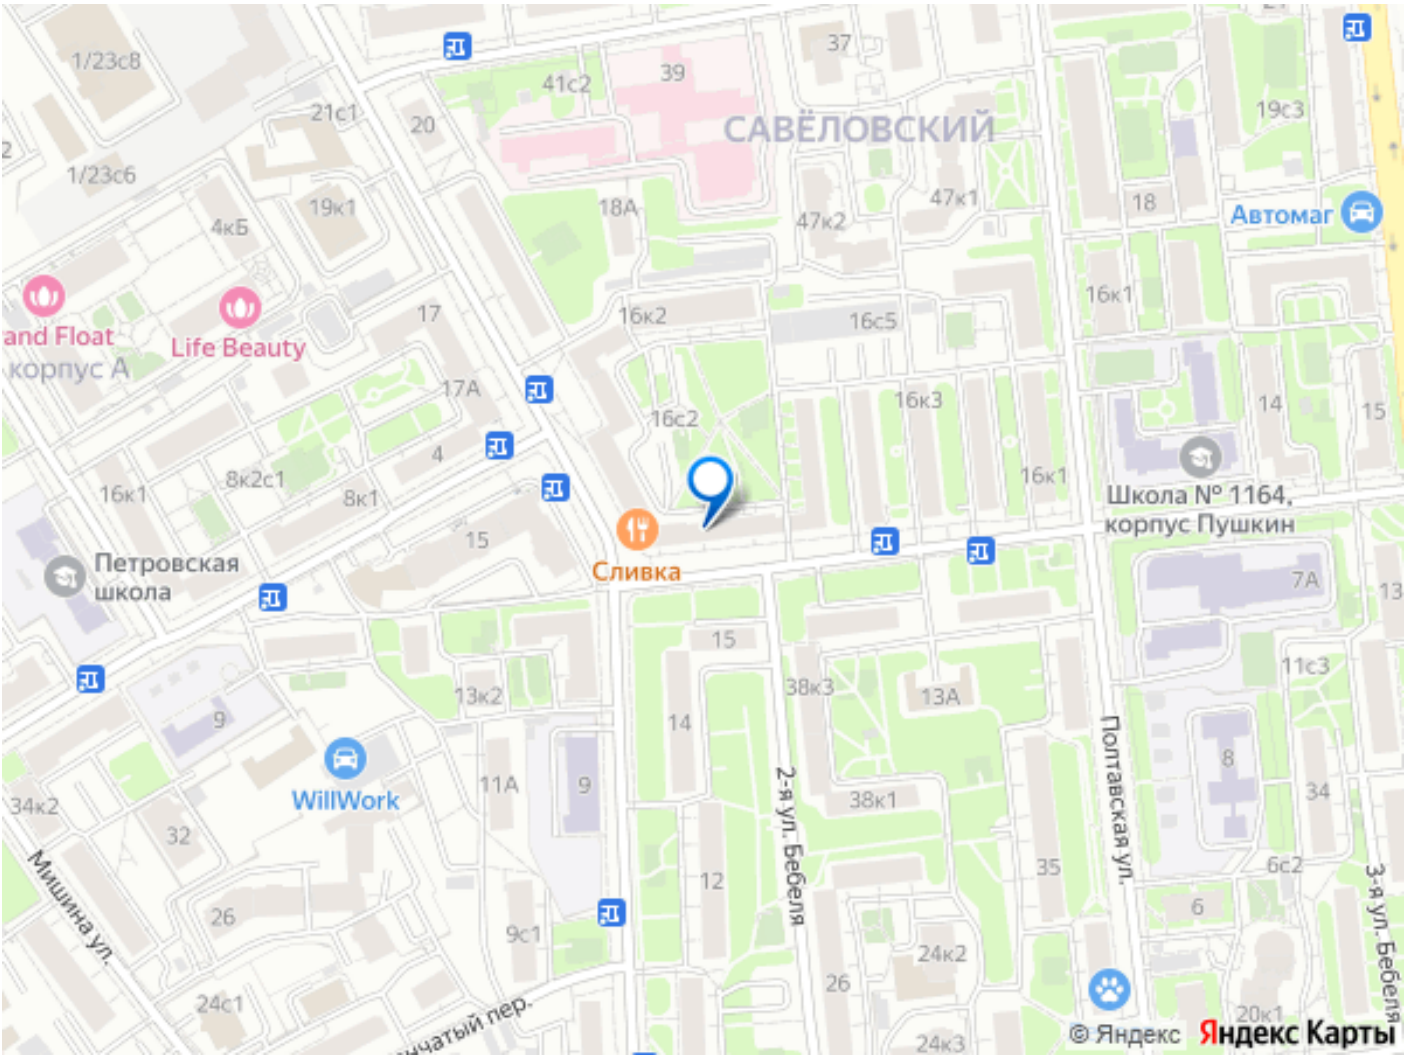 1/23с8
37
39
41с2
21с1
20
САВЁЛОВСКИЙ
19с3
1/23с6
19к1
18А
47к1
18
4кБ
47к2
Автомаг
16к1
17
16к2
16с5
and Float
Life Beauty
корпус А
17А
16с2
16к3
14
15
4
8к2с1
16к1
8к1
16к1
Школа № 1164,
корпус Пушкин
15
Петровская
школа
Сливка
7А
13
15
11с3
38к3
13А
13к2
9
14
Полтавская ул.
8
11А
9
2-я ул. Бебеля
34к2
WillWork
38к1
34
32
Мишина ул.
12
35
6с2
3-я ул. Бебеля
26
6
9с1
24к2
26
24с1
20к1
нчатый пер.
24к3
© Яндекс Яндекс Карты